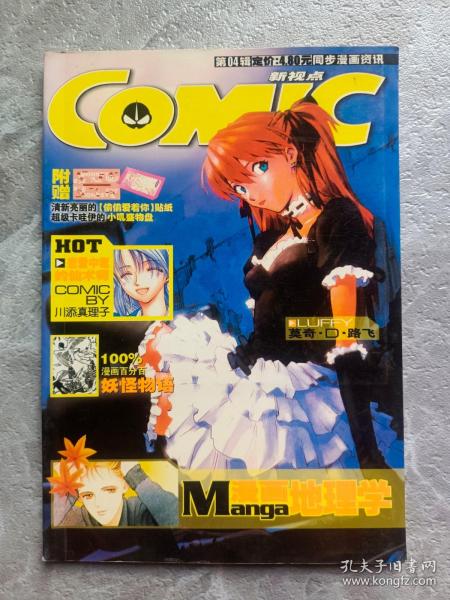 第04辑 定价:4.80元 同步漫画资讯
新视点
COMIC
附赠
清新亮丽的【偷偷爱着你】贴纸
超级卡哇伊的小吼盛物盘
HOT
COMIC
BY
川添真理子
LUFFY
莫奇·D·路飞
100%
漫画百分百
妖怪物语
Manga
漫画地理学
孔夫子旧书网
www.kongfz.com